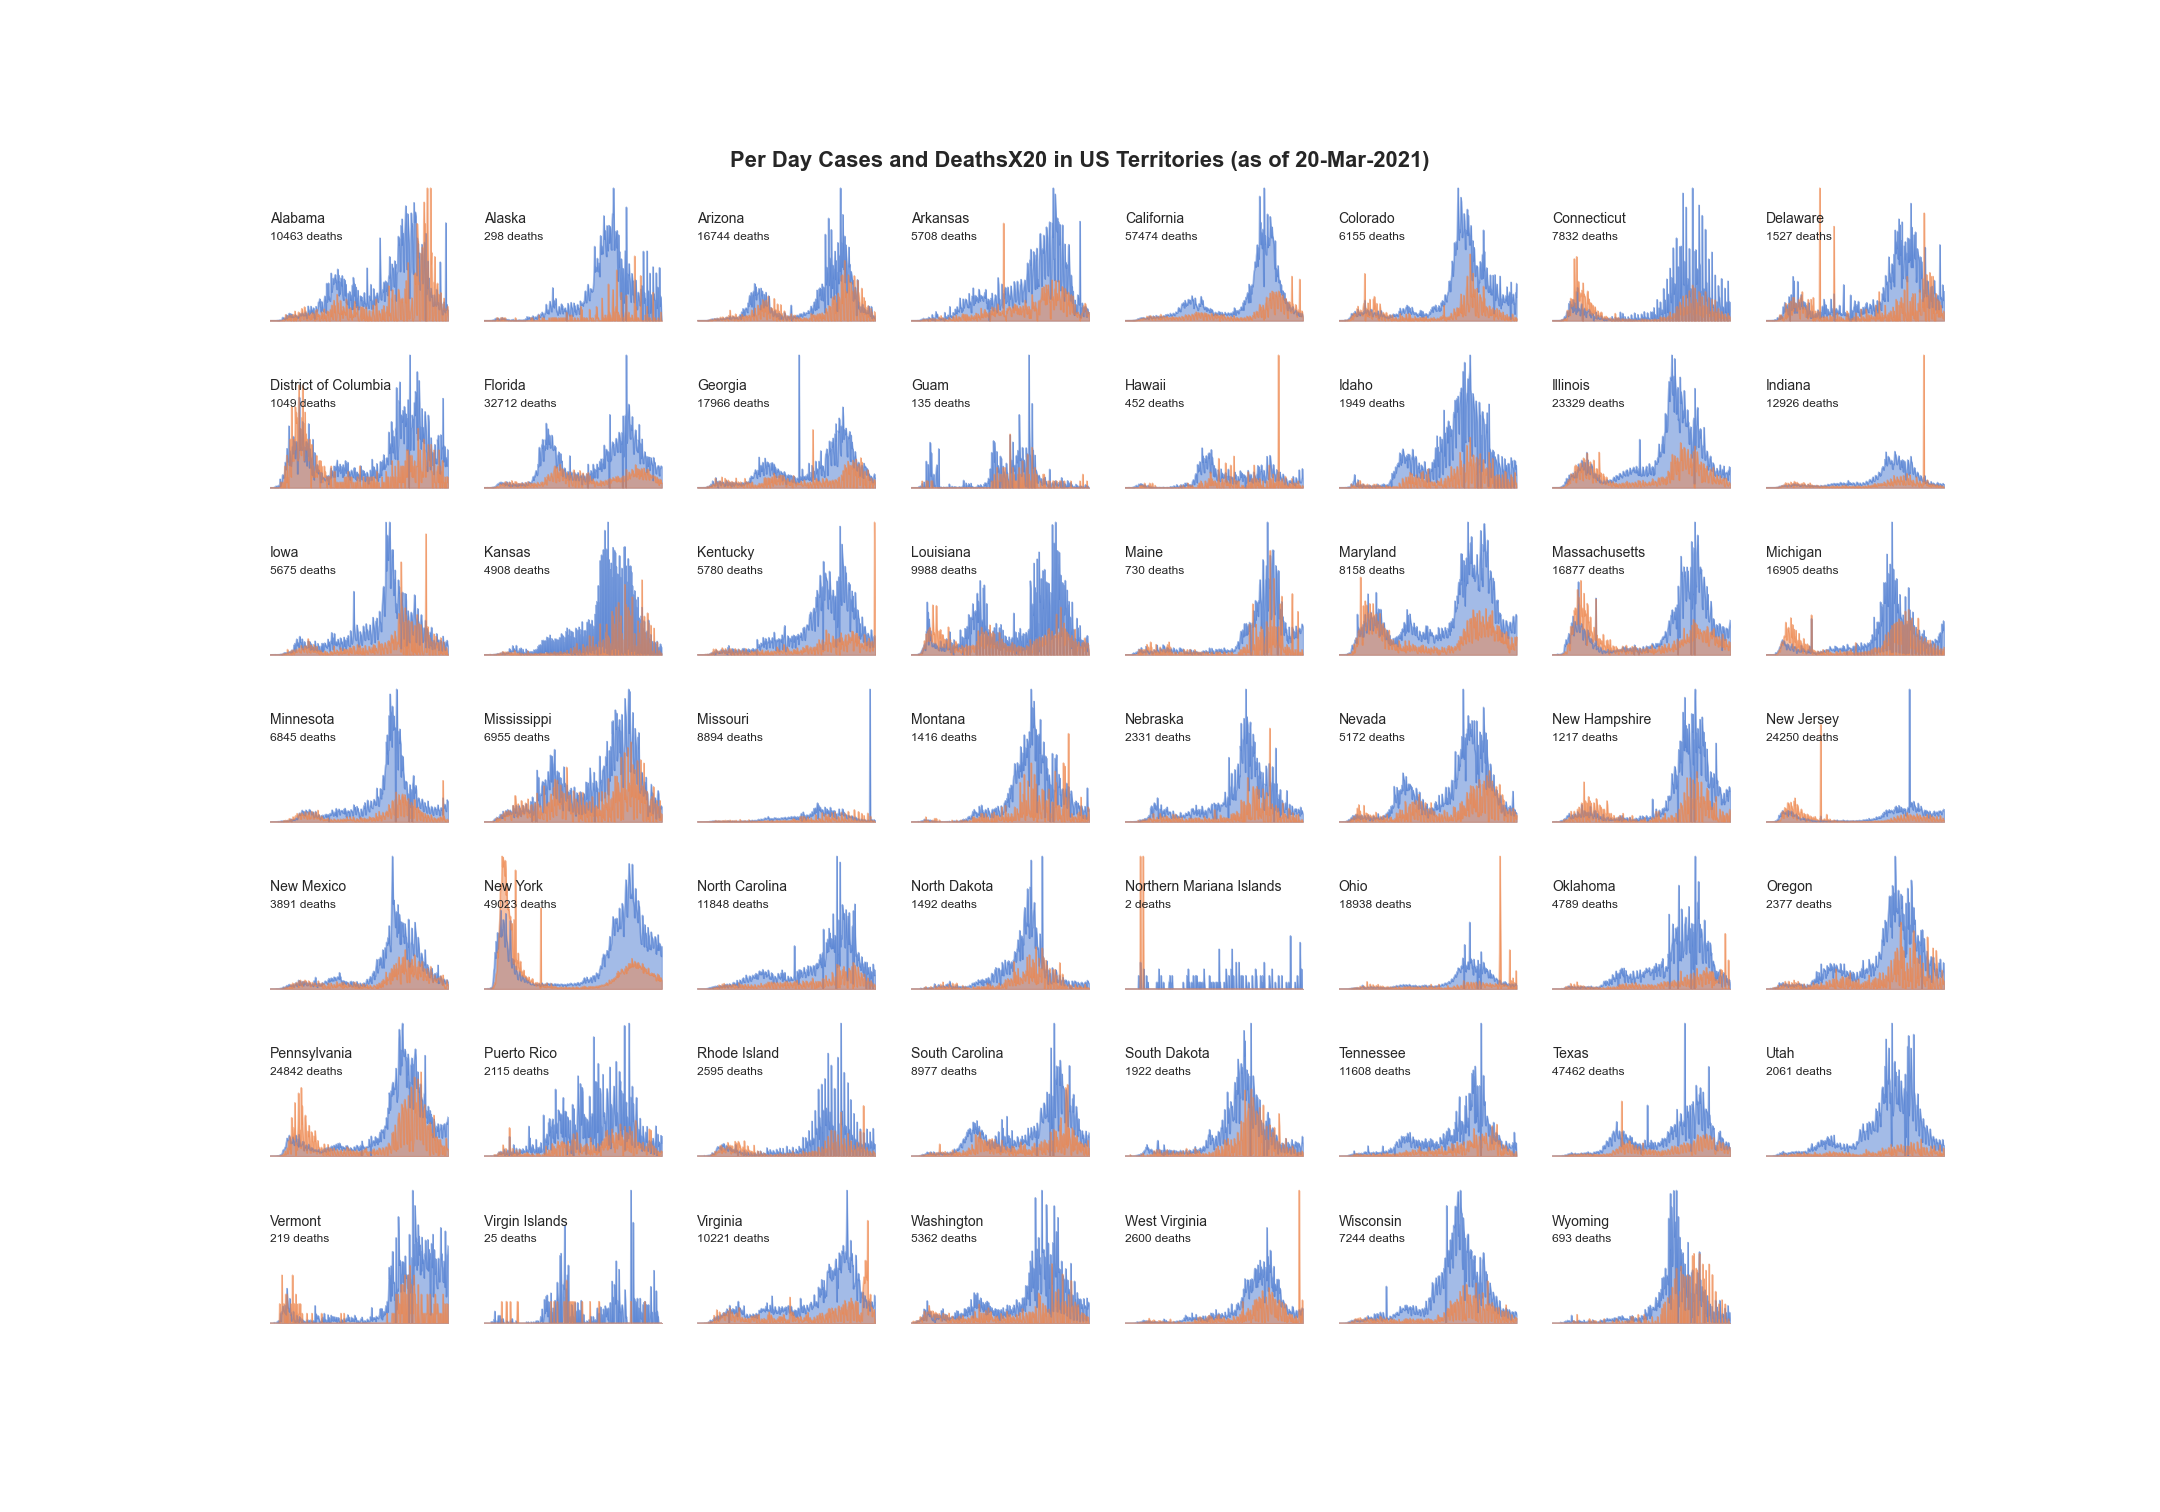 Per Day Cases and DeathsX20 in US Territories (as of 20-Mar-2021)
Alabama
10463 deaths
Alaska
298 deaths
Arizona
16744 deaths
Arkansas
5708 deaths
California
57474 deaths
Colorado
6155 deaths
Connecticut
7832 deaths
Delaware
1527 deaths
District of Columbia
1049 deaths
Florida
32712 deaths
Georgia
17966 deaths
Guam
135 deaths
Hawaii
452 deaths
Idaho
1949 deaths
Illinois
23329 deaths
Indiana
12926 deaths
Iowa
5675 deaths
Kansas
4908 deaths
Kentucky
5780 deaths
Louisiana
9988 deaths
Maine
730 deaths
Maryland
8158 deaths
Massachusetts
16877 deaths
Michigan
16905 deaths
Minnesota
6845 deaths
Mississippi
6955 deaths
Missouri
8894 deaths
Montana
1416 deaths
Nebraska
2331 deaths
Nevada
5172 deaths
New Hampshire
1217 deaths
New Jersey
24250 deaths
New Mexico
3891 deaths
New York
49023 deaths
North Carolina
11848 deaths
North Dakota
1492 deaths
Northern Mariana Islands
2 deaths
Ohio
18938 deaths
Oklahoma
4789 deaths
Oregon
2377 deaths
Pennsylvania
24842 deaths
Puerto Rico
2115 deaths
Rhode Island
2595 deaths
South Carolina
8977 deaths
South Dakota
1922 deaths
Tennessee
11608 deaths
Texas
47462 deaths
Utah
2061 deaths
Vermont
219 deaths
Virgin Islands
25 deaths
Virginia
10221 deaths
Washington
5362 deaths
West Virginia
2600 deaths
Wisconsin
7244 deaths
Wyoming
693 deaths